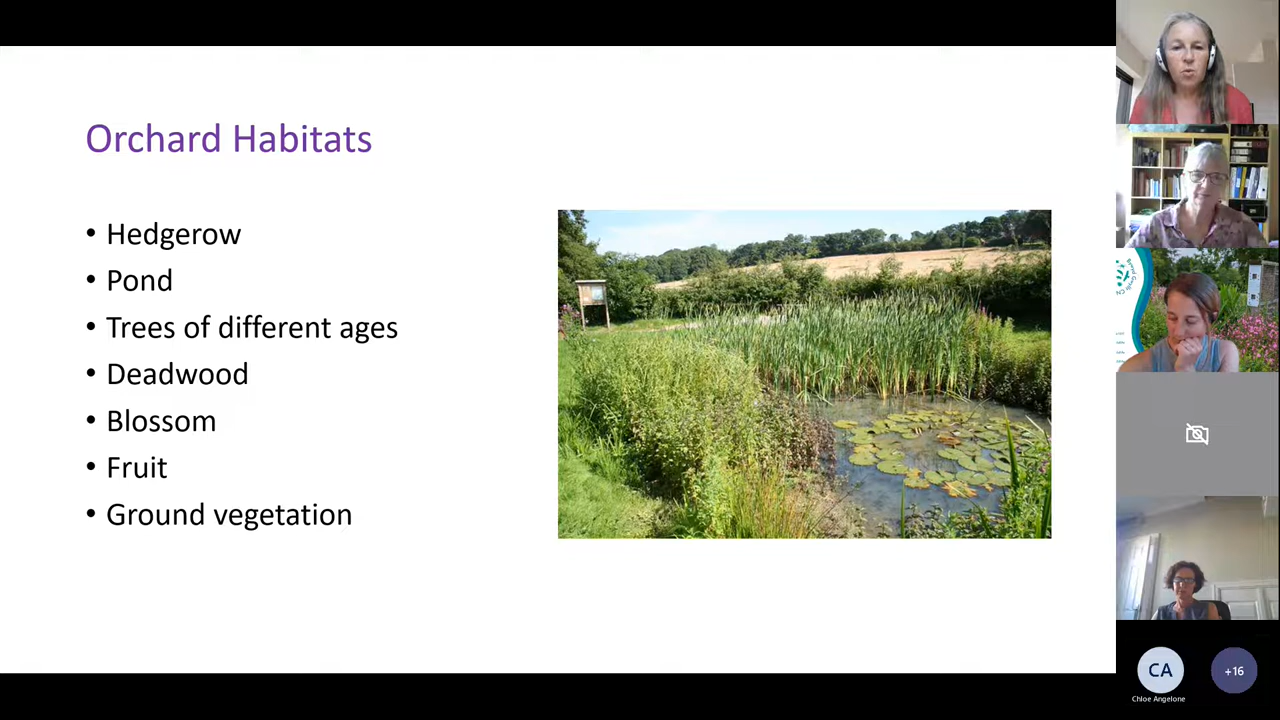 Orchard Habitats
• Hedgerow
• Pond
• Trees of different ages
• Deadwood
• Blossom
• Fruit
• Ground vegetation
CA
+16
Chloe Angelone